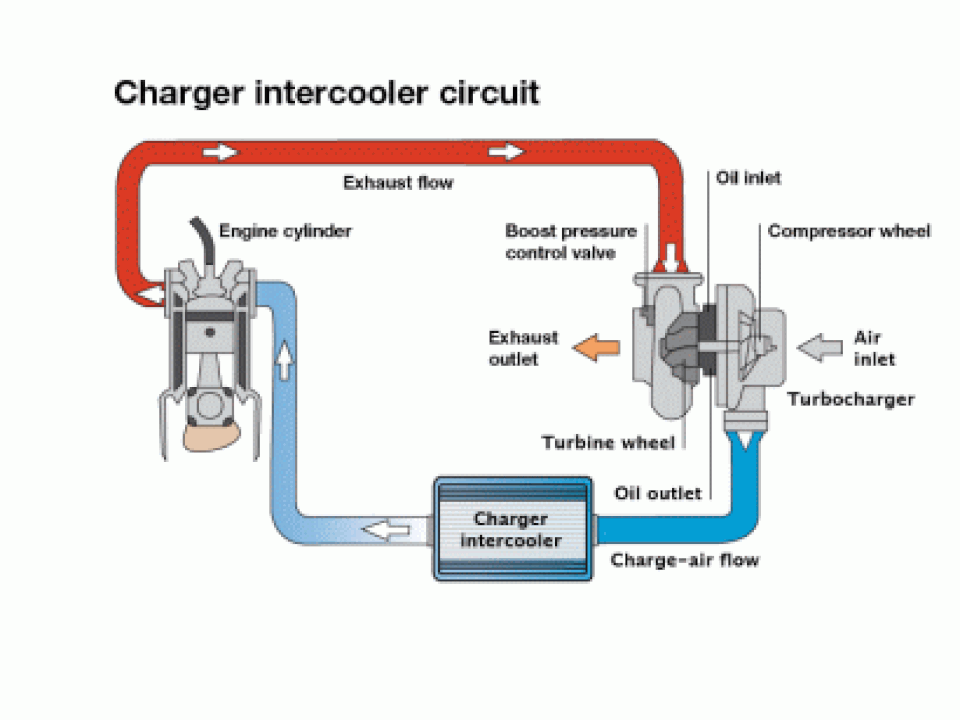 Charger intercooler circuit
Exhaust flow
Oil inlet
Engine cylinder
Boost pressure
control valve
Compressor wheel
Exhaust
outlet
Air
inlet
Turbocharger
Turbine wheel
Oil outlet
Charger
intercooler
Charge-air flow